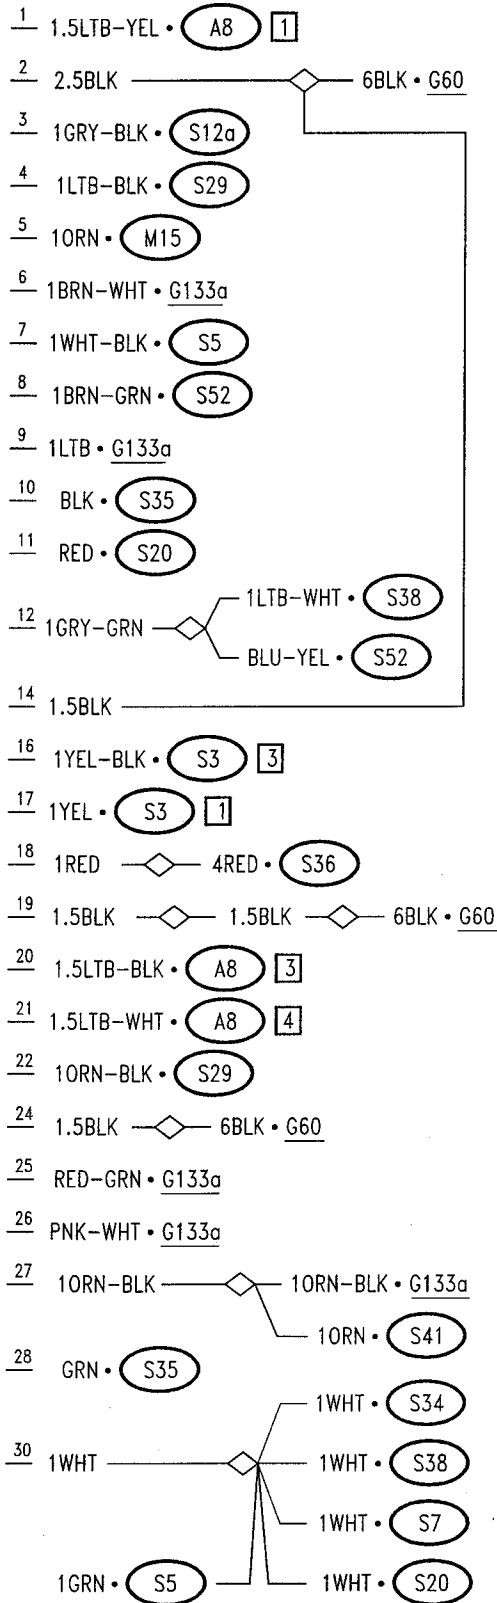 1 1.5LTB-YEL • A8 1
2 2.5BLK 6BLK • G60
3 1GRY-BLK • S12a
4 1LTB-BLK • S29
5 1ORN • M15
6 1BRN-WHT • G133a
7 1WHT-BLK • S5
8 1BRN-GRN • S52
9 1LTB • G133a
10 BLK • S35
11 RED • S20
1LTB-WHT • S38
12 1GRY-GRN
BLU-YEL • S52
14 1.5BLK
16 1YEL-BLK • S3 3
17 1YEL • S3 1
18 1RED 4RED • S36
19 1.5BLK 1.5BLK 6BLK • G60
20 1.5LTB-BLK • A8 3
21 1.5LTB-WHT • A8 4
22 1ORN-BLK • S29
24 1.5BLK 6BLK • G60
25 RED-GRN • G133a
26 PNK-WHT • G133a
27 1ORN-BLK 1ORN-BLK • G133a
1ORN • S41
28 GRN • S35
1WHT • S34
30 1WHT 1WHT • S38
1WHT • S7
1GRN • S5 1WHT • S20